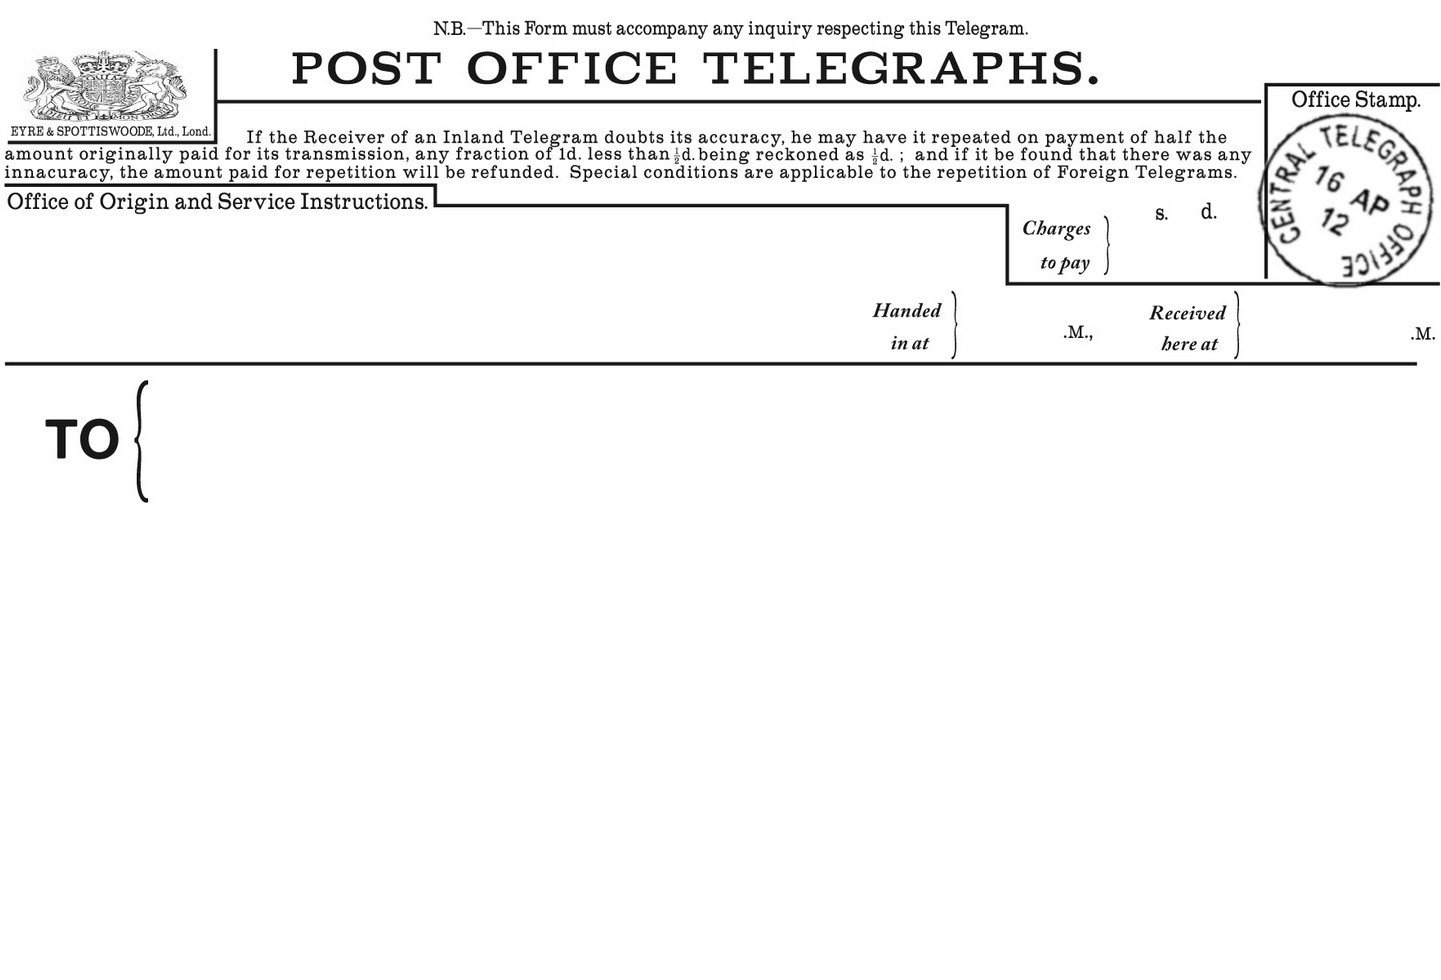 N.B.—This Form must accompany any inquiry respecting this Telegram.
POST OFFICE TELEGRAPHS.
EYRE & SPOTTISWOODE, Ltd., Lond.
If the Receiver of an Inland Telegram doubts its accuracy, he may have it repeated on payment of half the
amount originally paid for its transmission, any fraction of 1d. less than ½d. being reckoned as ½d. ; and if it be found that there was any
innacuracy, the amount paid for repetition will be refunded. Special conditions are applicable to the repetition of Foreign Telegrams.
Office Stamp.
CENTRAL TELEGRAPH OFFICE
16 AP
12
Office of Origin and Service Instructions.
Charges
to pay
s. d.
Handed
in at
.M.,
Received
here at
.M.
TO